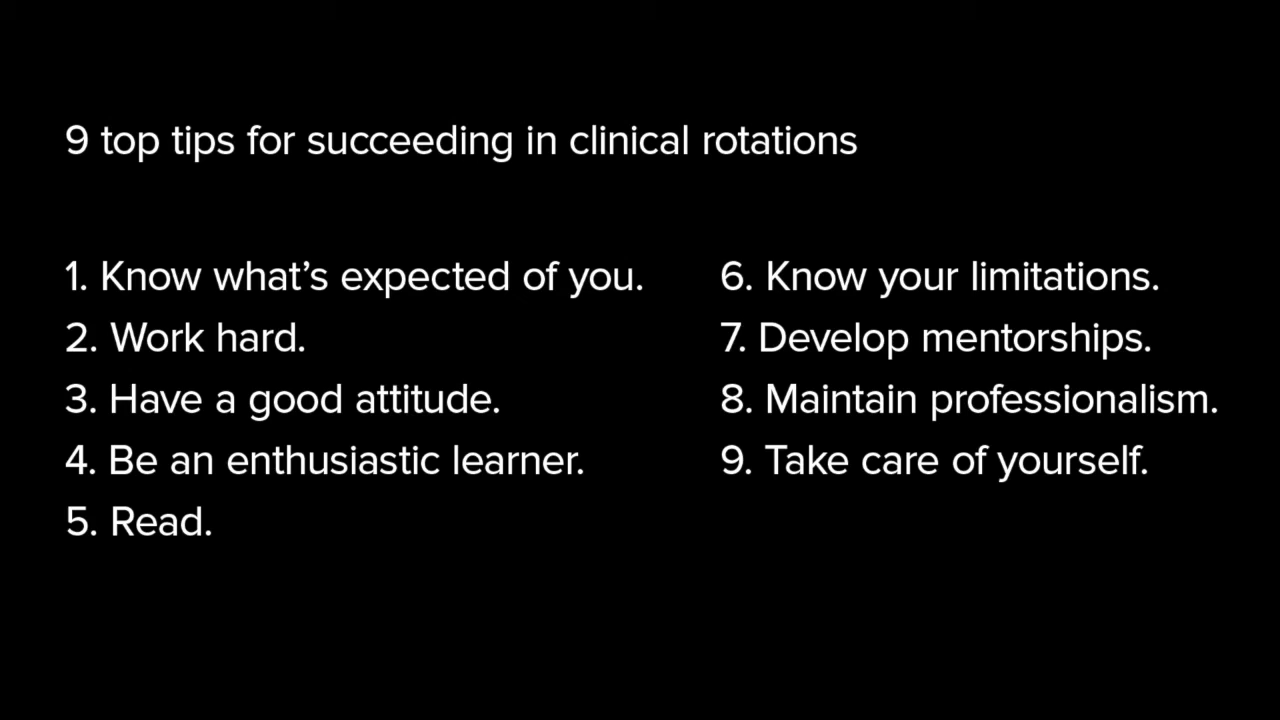 9 top tips for succeeding in clinical rotations
1. Know what’s expected of you.
2. Work hard.
3. Have a good attitude.
4. Be an enthusiastic learner.
5. Read.
6. Know your limitations.
7. Develop mentorships.
8. Maintain professionalism.
9. Take care of yourself.